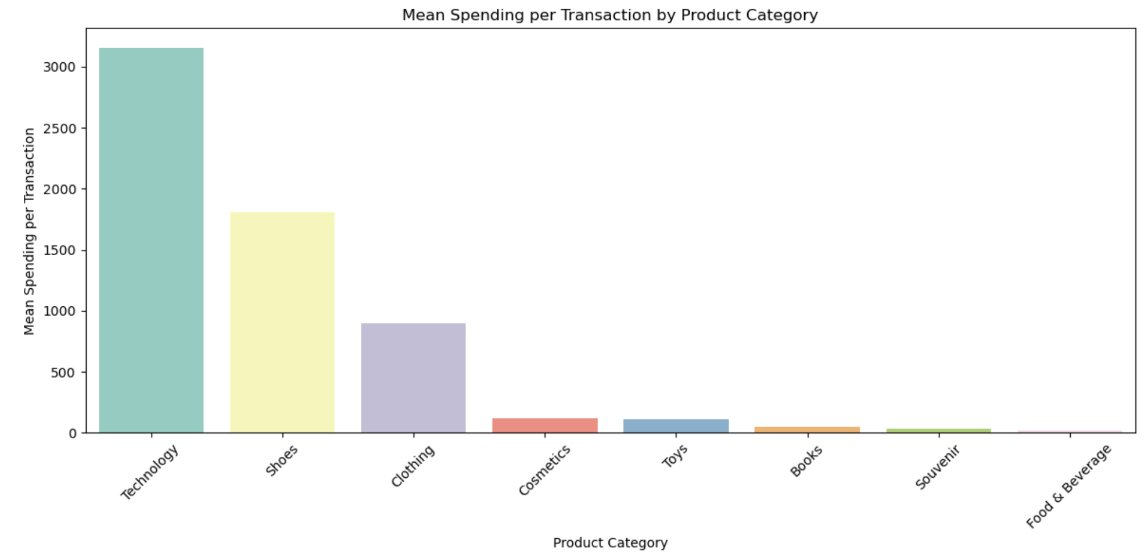 Mean Spending per Transaction by Product Category
Mean Spending per Transaction
3000
2500
2000
1500
1000
500
0
Technology
Shoes
Clothing
Cosmetics
Toys
Books
Souvenir
Food & Beverage
Product Category